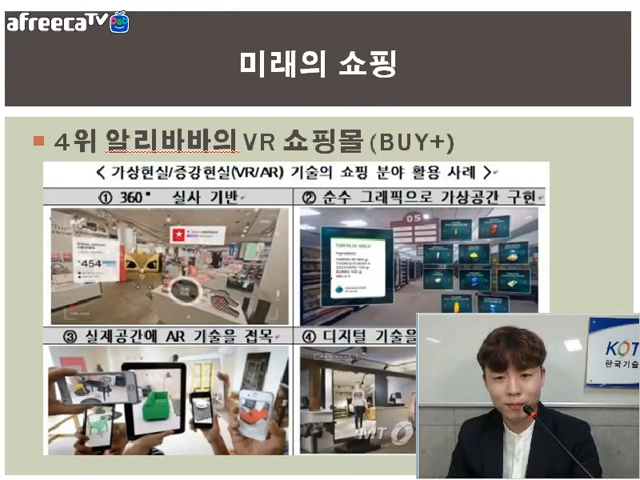 afreecaTV
미래의 쇼핑
4위 알리바바의 VR 쇼핑몰 (BUY+)
< 가상현실/증강현실(VR/AR) 기술의 쇼핑 분야 활용 사례 >
① 360° 실사 기반
② 순수 그래픽으로 가상공간 구현
05
454
TORTA DI MELE
③ 실제공간에 AR 기술을 접목
④ 디지털 기술을
MT
KOT
한국기술